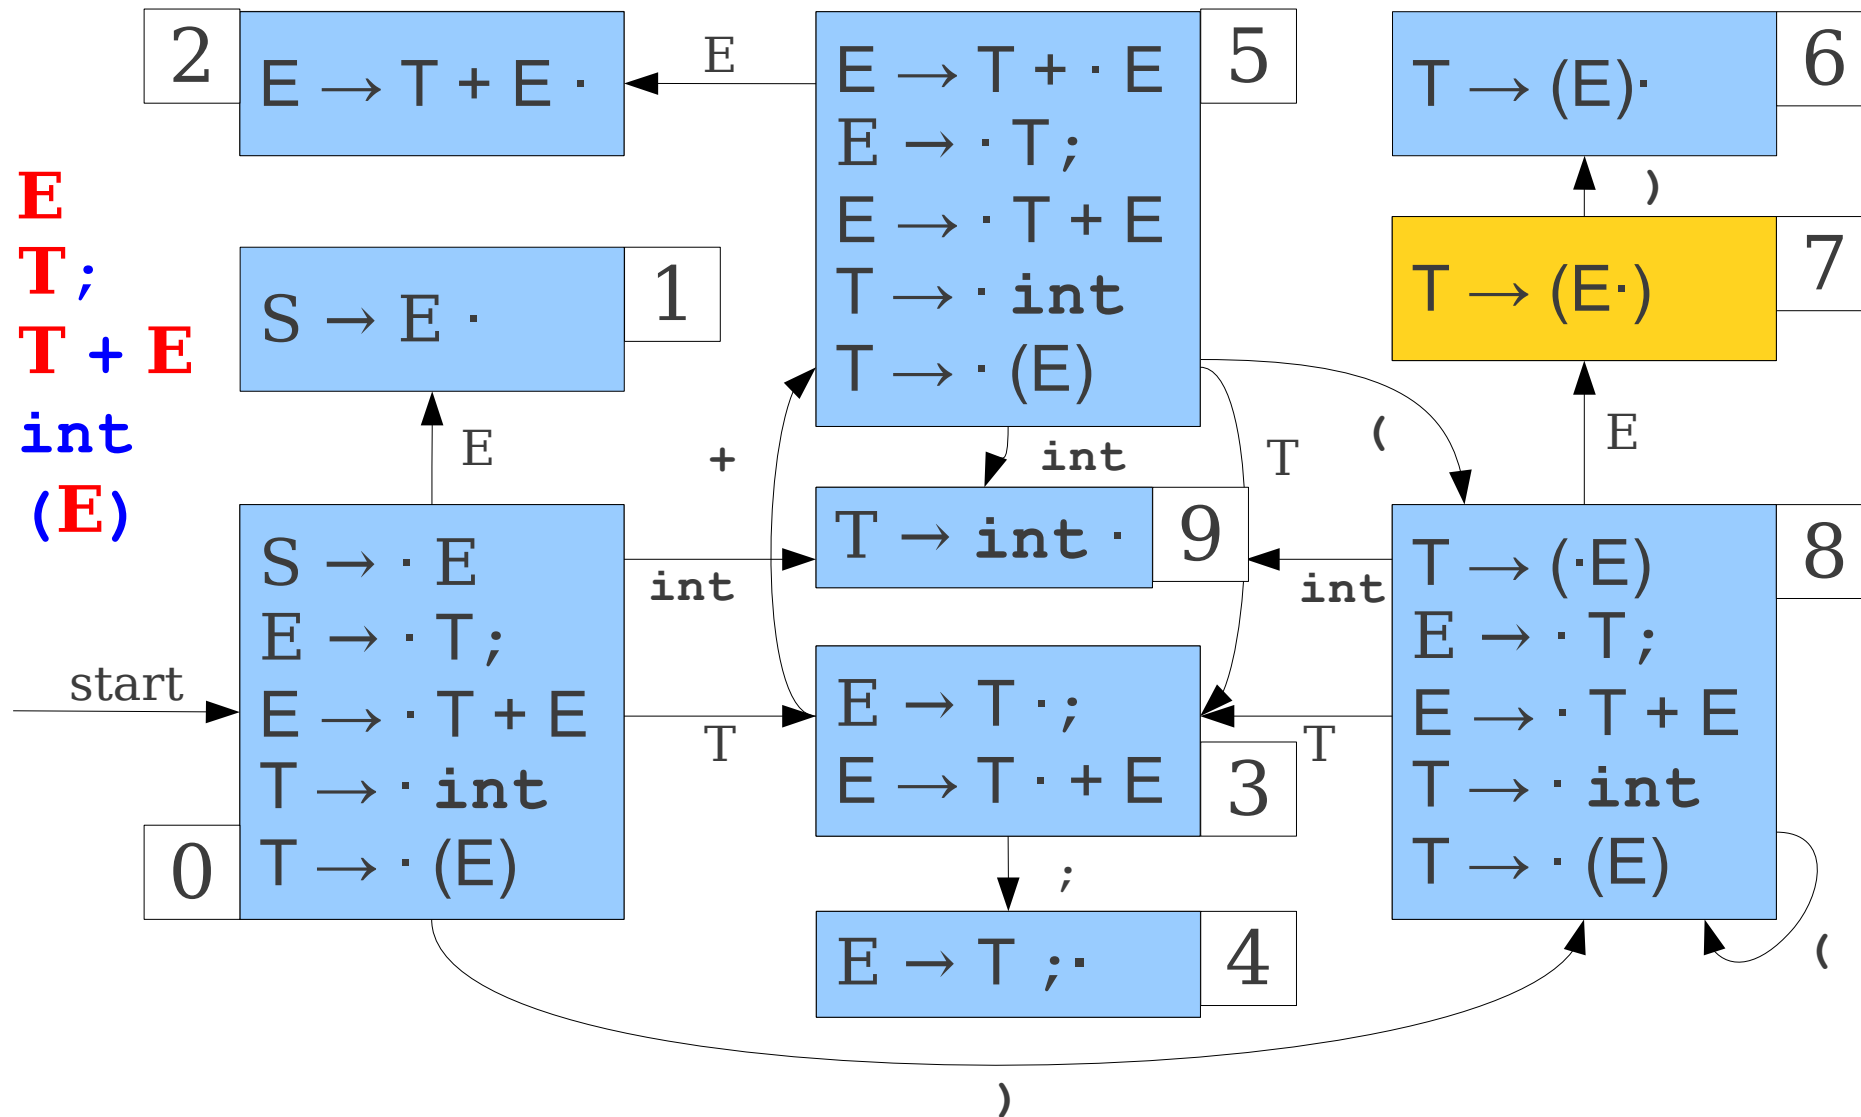 E
T ;
T + E
int
(E)
2
E → T + E ·
E
5
E → T + · E
E → · T ;
E → · T + E
T → · int
T → · (E)
6
T → (E)·
)
7
T → (E·)
1
S → E ·
E
+
int
T
(
E
9
T → int ·
int
int
0
S → · E
E → · T ;
E → · T + E
T → · int
T → · (E)
start
T
3
E → T · ;
E → T · + E
T
8
T → (·E)
E → · T ;
E → · T + E
T → · int
T → · (E)
;
4
E → T ;·
(
)